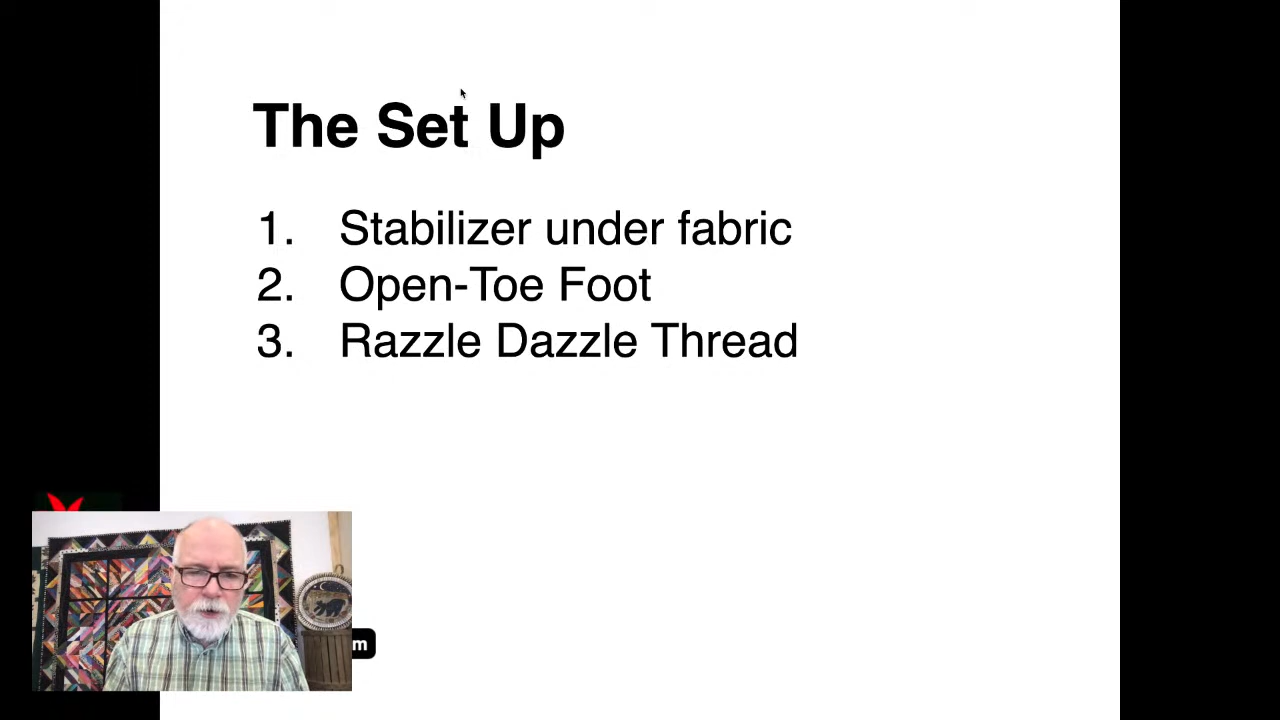 The Set Up
1. Stabilizer under fabric
2. Open-Toe Foot
3. Razzle Dazzle Thread
m